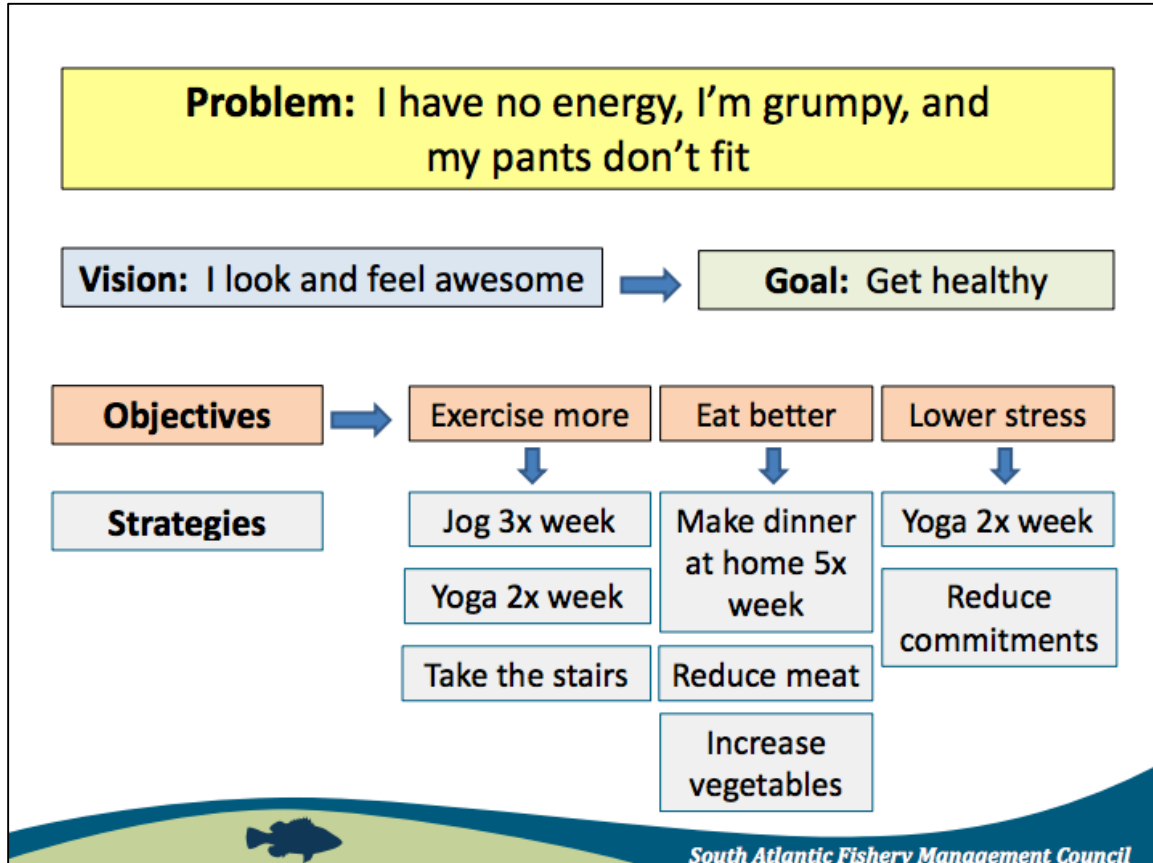 Problem: I have no energy, I'm grumpy, and
my pants don't fit
Vision: I look and feel awesome
Goal: Get healthy
Objectives
Exercise more
Eat better
Lower stress
Strategies
Jog 3x week
Yoga 2x week
Take the stairs
Make dinner
at home 5x
week
Reduce meat
Increase
vegetables
Yoga 2x week
Reduce
commitments
South Atlantic Fishery Management Council